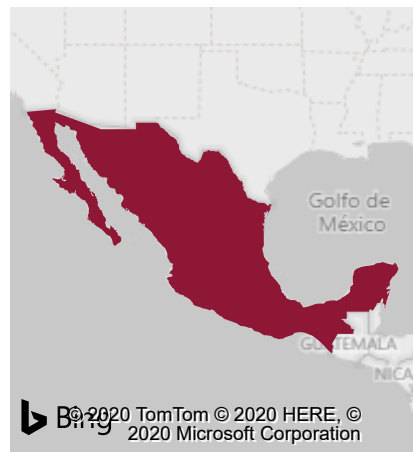 Golfo de
México
GUATEMALA
NICA
Bing
© 2020 TomTom © 2020 HERE, ©
2020 Microsoft Corporation